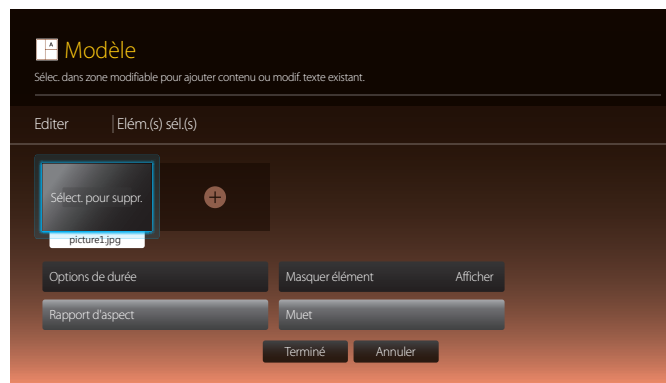 A
Modèle
Sélec. dans zone modifiable pour ajouter contenu ou modif. texte existant.
Editer Elém.(s) sél.(s)
Sélect. pour suppr.
picture1.jpg
Options de durée Masquer élément Afficher
Rapport d'aspect Muet
Terminé Annuler